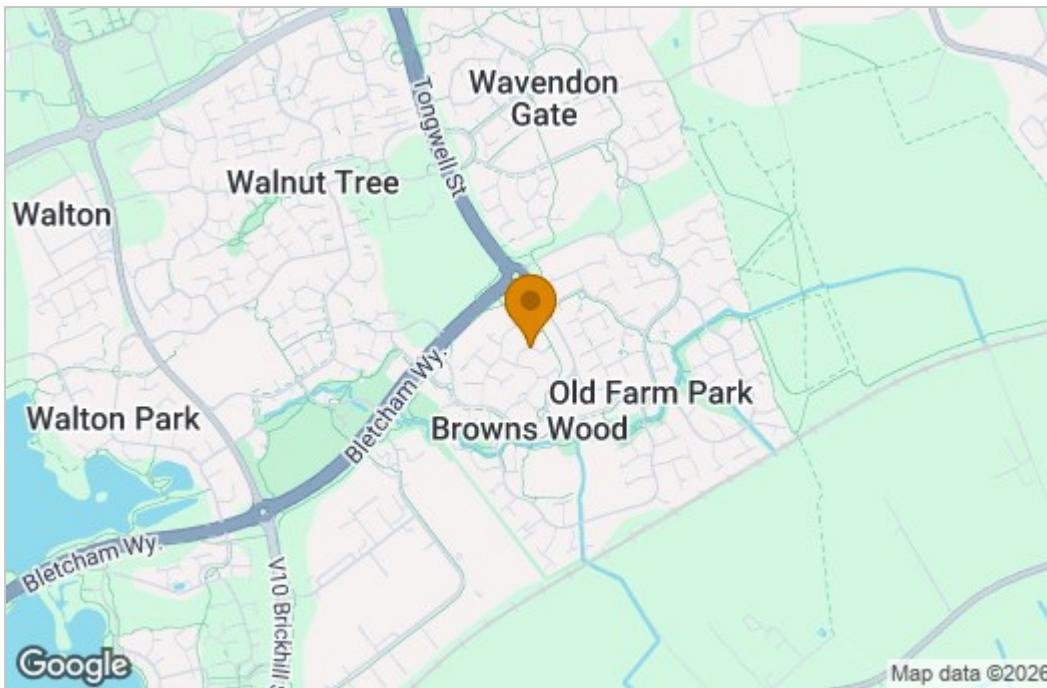 Wavendon
Gate
Tongwell St
Walnut Tree
Walton
Old Farm Park
Walton Park
Browns Wood
Bletcham Wy.
Bletcham Wy.
V10 Brickhill S
Google
Map data ©2026